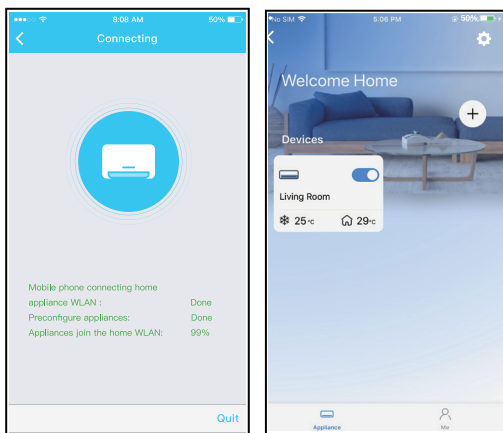 8:08 AM
50%
Connecting
Mobile phone connecting home
appliance WLAN : Done
Preconfigure appliances: Done
Appliances join the home WLAN: 99%
Quit
No SIM 5:06 PM 50%
Welcome Home
+
Devices
Living Room
25 °C 29 °C
Appliance Me